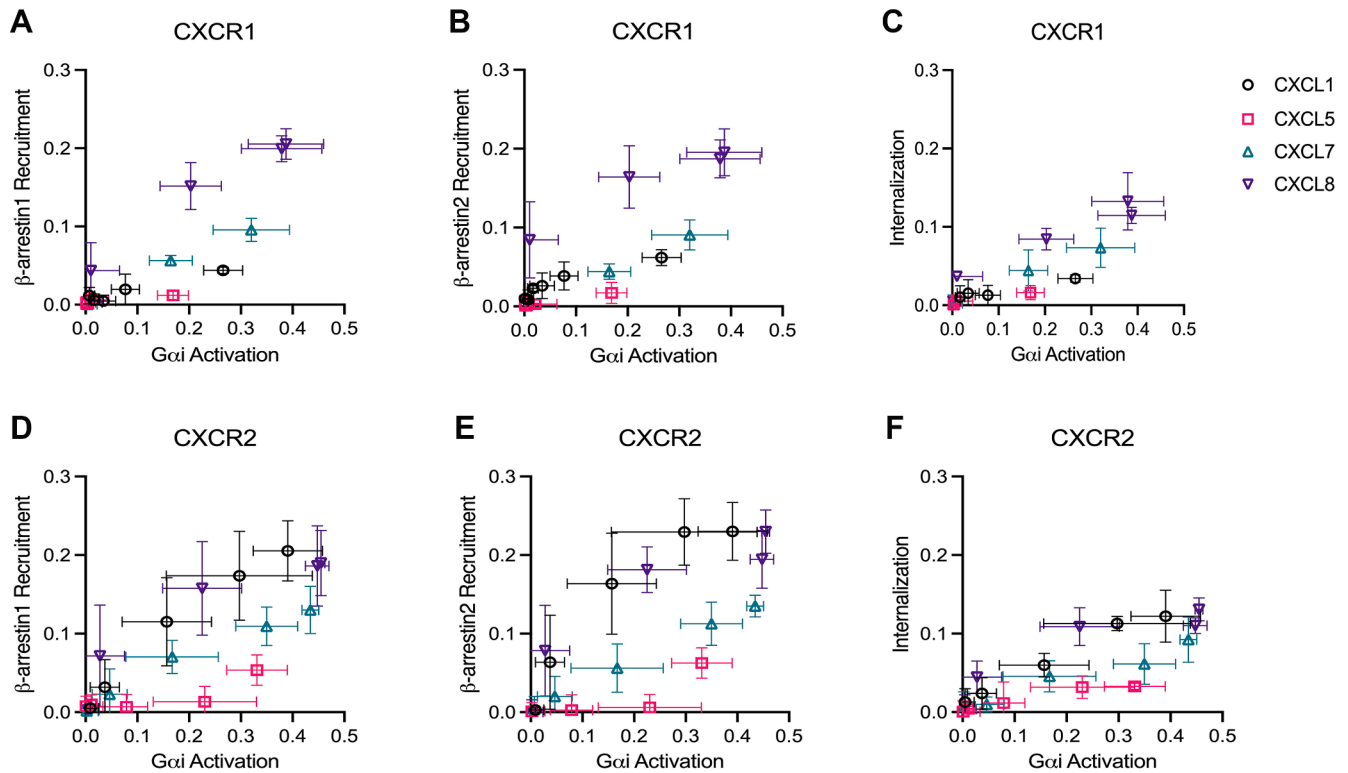 A
CXCR1
β-arrestin1 Recruitment
0.3
0.2
0.1
0.0
0.0 0.1 0.2 0.3 0.4 0.5
Gαi Activation
B
CXCR1
β-arrestin2 Recruitment
0.3
0.2
0.1
0.0
0.0 0.1 0.2 0.3 0.4 0.5
Gαi Activation
C
CXCR1
Internalization
0.3
0.2
0.1
0.0
0.0 0.1 0.2 0.3 0.4 0.5
Gαi Activation
CXCL1
CXCL5
CXCL7
CXCL8
D
CXCR2
β-arrestin1 Recruitment
0.3
0.2
0.1
0.0
0.0 0.1 0.2 0.3 0.4 0.5
Gαi Activation
E
CXCR2
β-arrestin2 Recruitment
0.3
0.2
0.1
0.0
0.0 0.1 0.2 0.3 0.4 0.5
Gαi Activation
F
CXCR2
Internalization
0.3
0.2
0.1
0.0
0.0 0.1 0.2 0.3 0.4 0.5
Gαi Activation